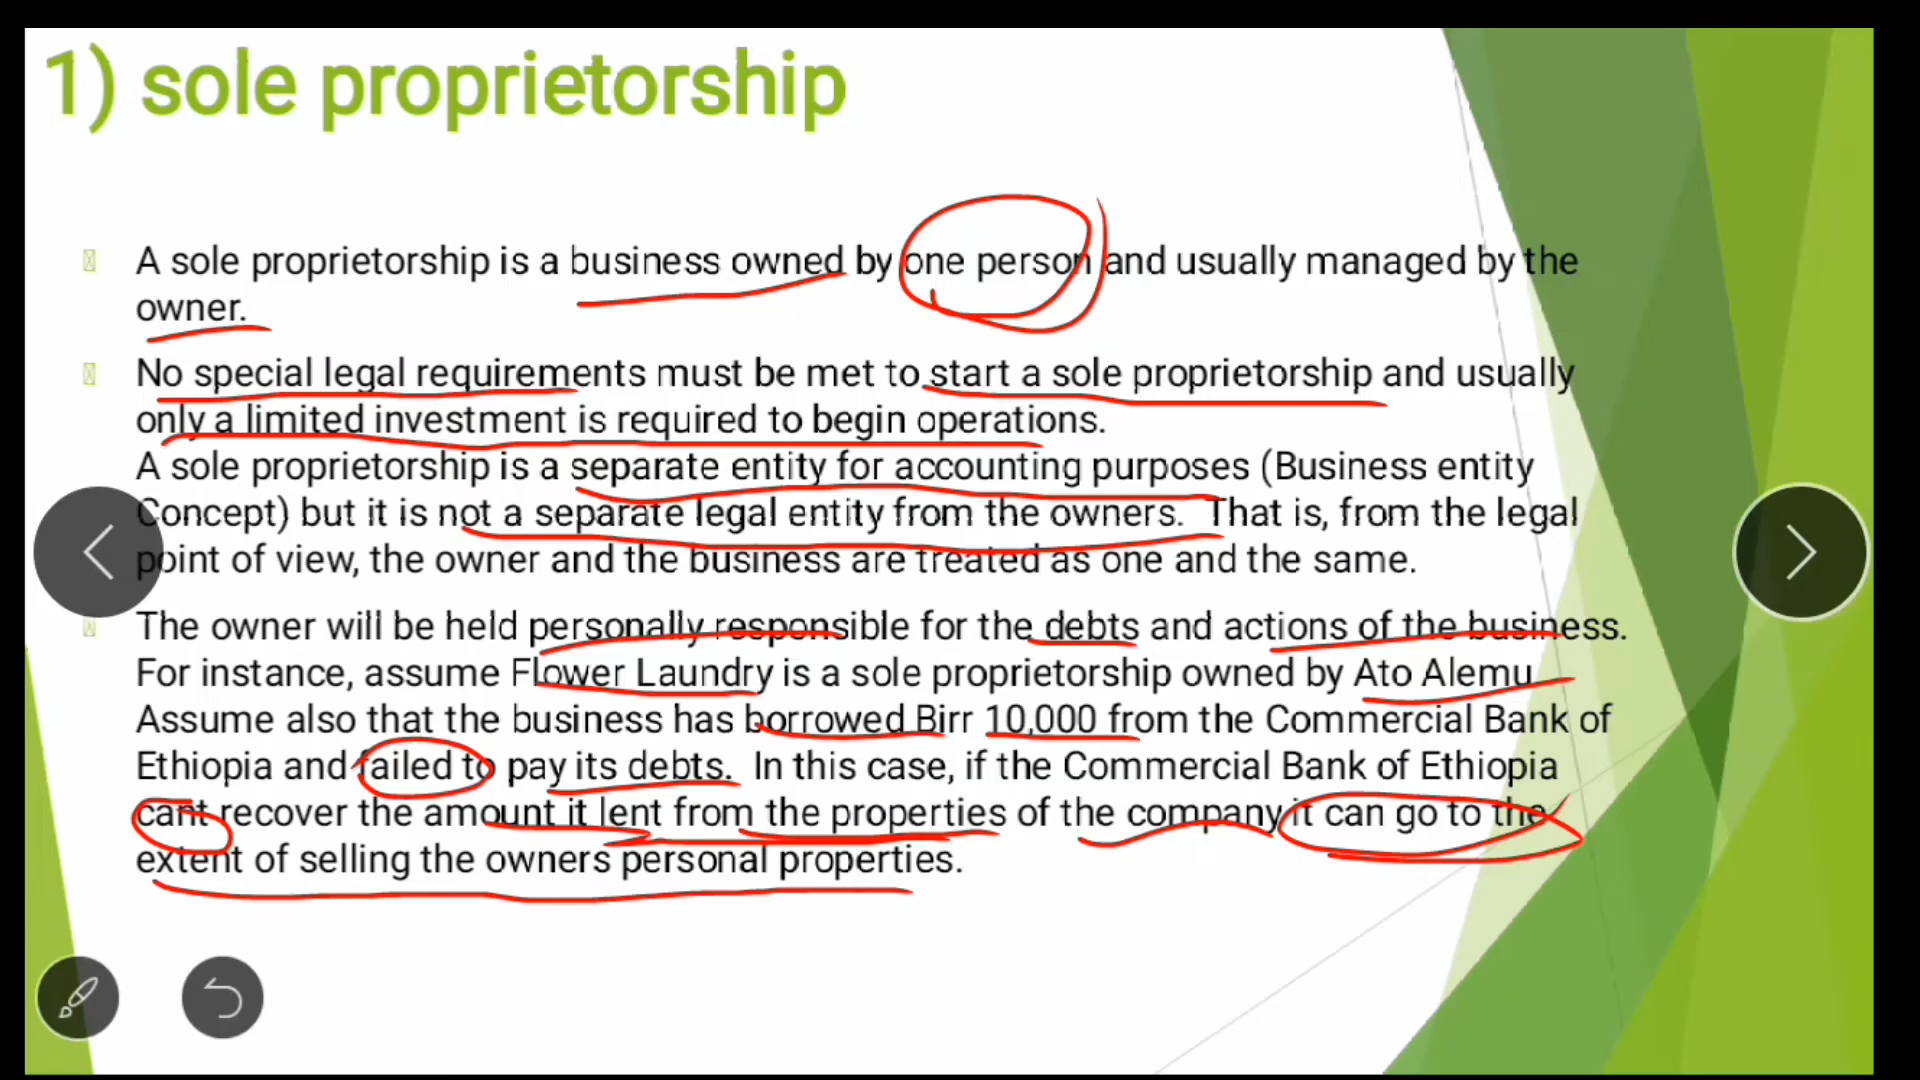 1) sole proprietorship
A sole proprietorship is a business owned by one person and usually managed by the
owner.
No special legal requirements must be met to start a sole proprietorship and usually
only a limited investment is required to begin operations.
A sole proprietorship is a separate entity for accounting purposes (Business entity
Concept) but it is not a separate legal entity from the owners. That is, from the legal
point of view, the owner and the business are treated as one and the same.
The owner will be held personally responsible for the debts and actions of the business.
For instance, assume Flower Laundry is a sole proprietorship owned by Ato Alemu.
Assume also that the business has borrowed Birr 10,000 from the Commercial Bank of
Ethiopia and failed to pay its debts. In this case, if the Commercial Bank of Ethiopia
cant recover the amount it lent from the properties of the company it can go to the
extent of selling the owners personal properties.